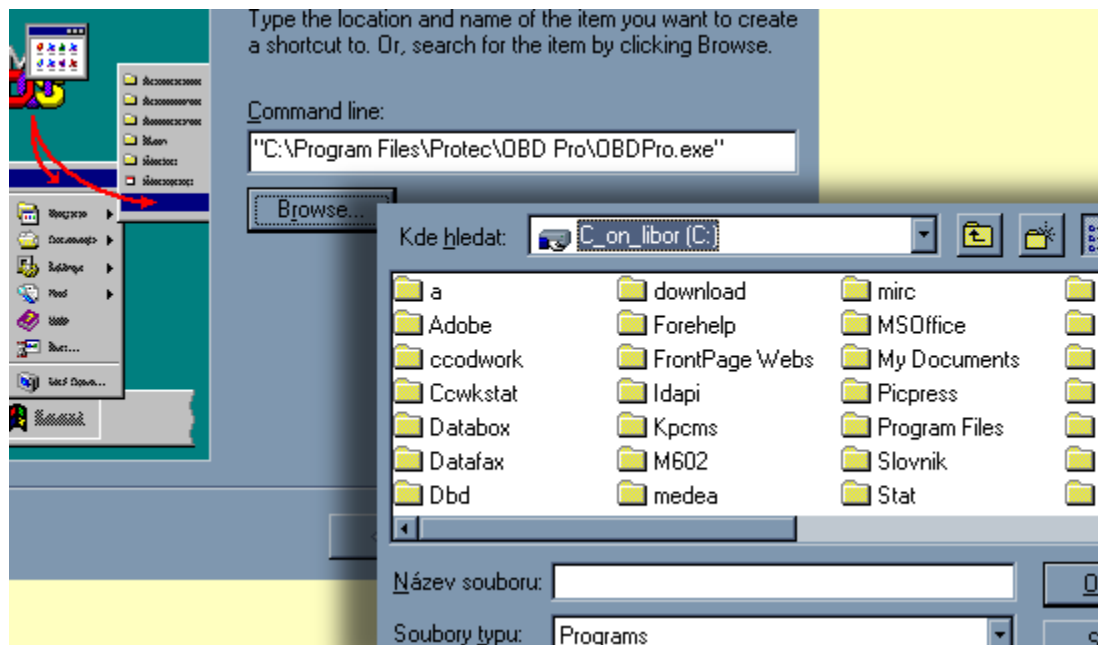 Type the location and name of the item you want to create
a shortcut to. Or, search for the item by clicking Browse.
Command line:
"C:\Program Files\Protec\OBD Pro\OBDPro.exe"
Browse...
Kde hledat: C_on_libor (C:)
a download mirc
Adobe Forehelp MSOffice
ccodwork FrontPage Webs My Documents
Ccwkstat Idapi Picpress
Databox Kpcms Program Files
Datafax M602 Slovnik
Dbd medea Stat
Název souboru:
Soubory typu: Programs